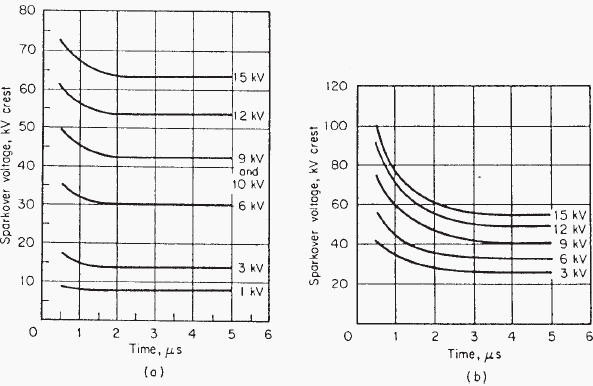 80
70
60
50
40
30
20
10
0
1
2
3
4
5
6
Sparkover voltage, kV crest
15 kV
12 kV
9 kV
and
10 kV
6 kV
3 kV
1 kV
Time, μs
(a)
120
100
80
60
40
20
0
1
2
3
4
5
6
Sparkover voltage, kV crest
15 kV
12 kV
9 kV
6 kV
3 kV
Time, μs
(b)